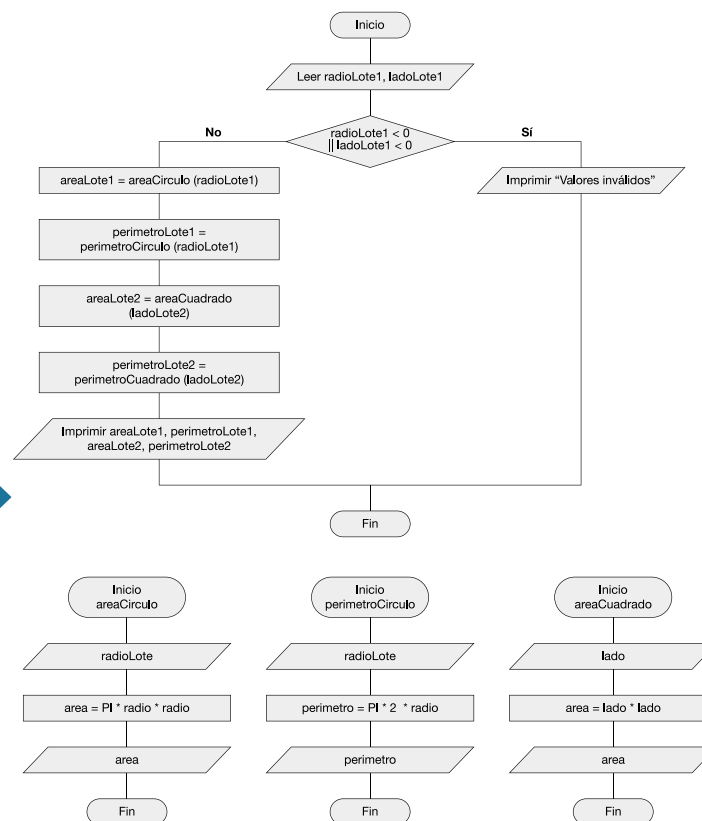 Inicio
Leer radioLote1, ladoLote1
radioLote1 < 0
|| ladoLote1 < 0
No
Sí
areaLote1 = areaCirculo (radioLote1)
Imprimir “Valores inválidos”
perimetroLote1 =
perimetroCirculo (radioLote1)
areaLote2 = areaCuadrado
(ladoLote2)
perimetroLote2 =
perimetroCuadrado (ladoLote2)
Imprimir areaLote1, perimetroLote1,
areaLote2, perimetroLote2
Fin
Inicio
areaCirculo
radioLote
area = PI * radio * radio
area
Fin
Inicio
perimetroCirculo
radioLote
perimetro = PI * 2 * radio
perimetro
Fin
Inicio
areaCuadrado
lado
area = lado * lado
area
Fin